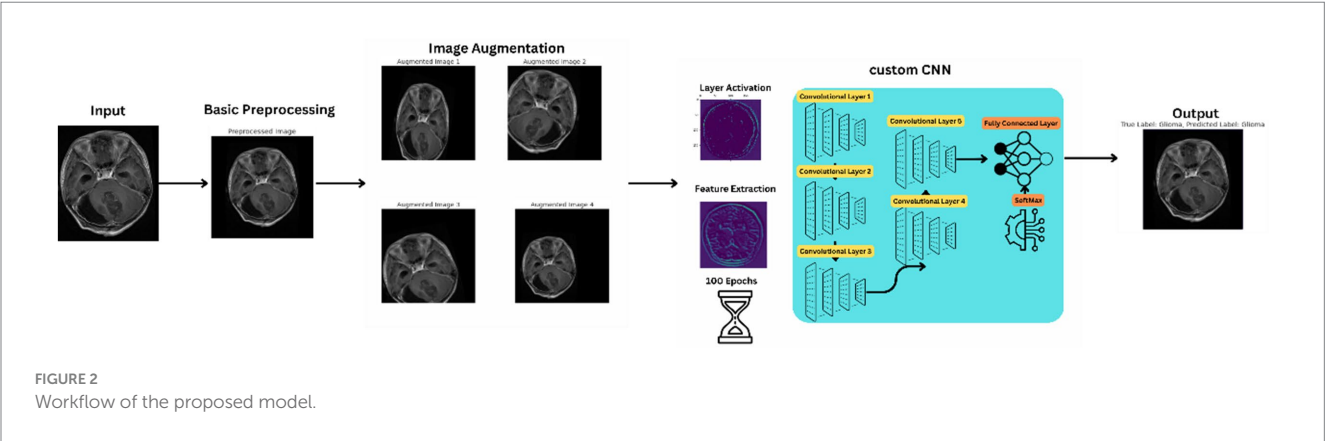 Input
Basic Preprocessing
Preprocessed Image
Image Augmentation
Augmented Image 1
Augmented Image 2
Augmented Image 3
Augmented Image 4
Layer Activation
Feature Extraction
100 Epochs
custom CNN
Convolutional Layer 1
Convolutional Layer 2
Convolutional Layer 3
Convolutional Layer 4
Convolutional Layer 5
Fully Connected Layer
SoftMax
Output
True Label: Glioma, Predicted Label: Glioma
FIGURE 2
Workflow of the proposed model.